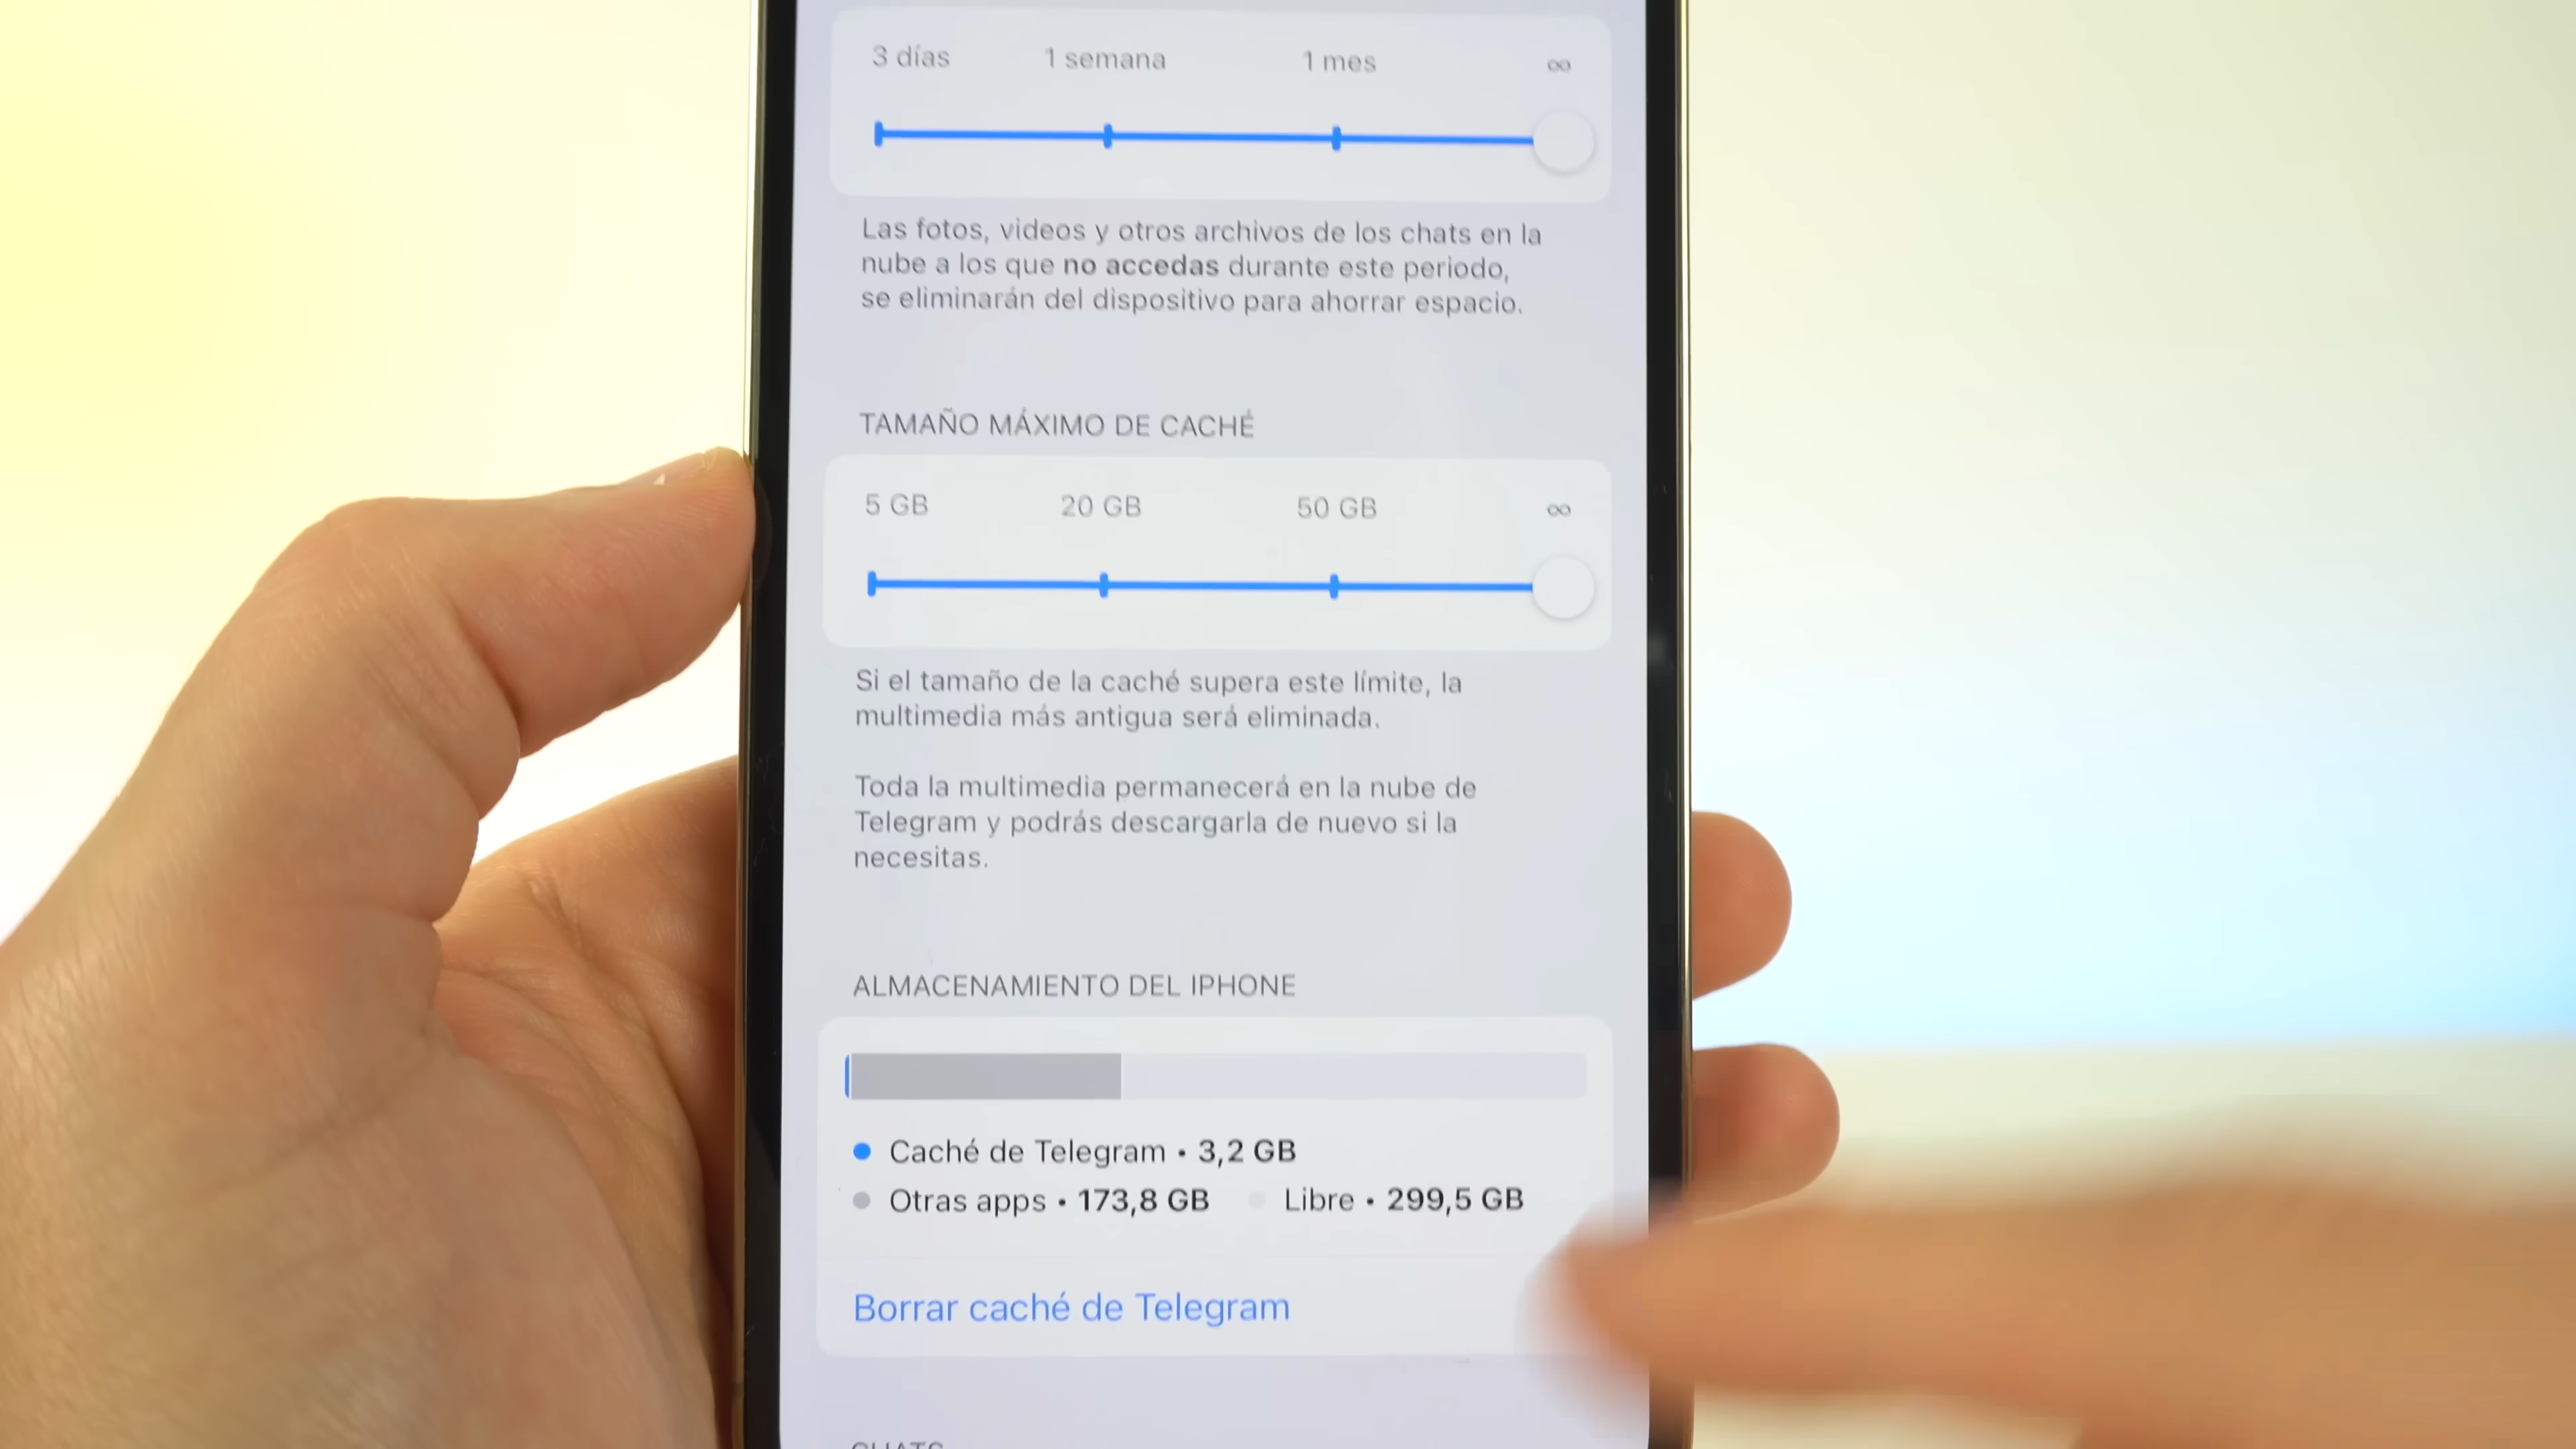 3 días 1 semana 1 mes ∞
Las fotos, videos y otros archivos de los chats en la
nube a los que no accedas durante este periodo,
se eliminarán del dispositivo para ahorrar espacio.
TAMAÑO MÁXIMO DE CACHÉ
5 GB 20 GB 50 GB ∞
Si el tamaño de la caché supera este límite, la
multimedia más antigua será eliminada.
Toda la multimedia permanecerá en la nube de
Telegram y podrás descargarla de nuevo si la
necesitas.
ALMACENAMIENTO DEL IPHONE
Caché de Telegram • 3,2 GB
Otras apps • 173,8 GB Libre • 299,5 GB
Borrar caché de Telegram
CHATS